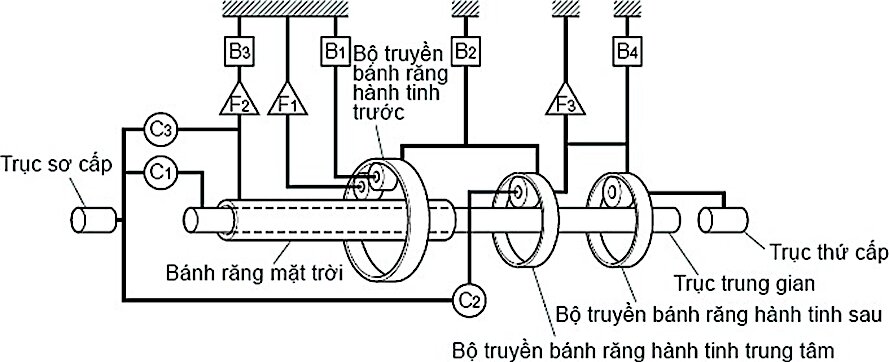 B3
B1
Bộ truyền
bánh răng
hành tinh
trước
B2
B4
F2
F1
F3
C3
C1
Trục sơ cấp
Bánh răng mặt trời
C2
Trục thứ cấp
Trục trung gian
Bộ truyền bánh răng hành tinh sau
Bộ truyền bánh răng hành tinh trung tâm